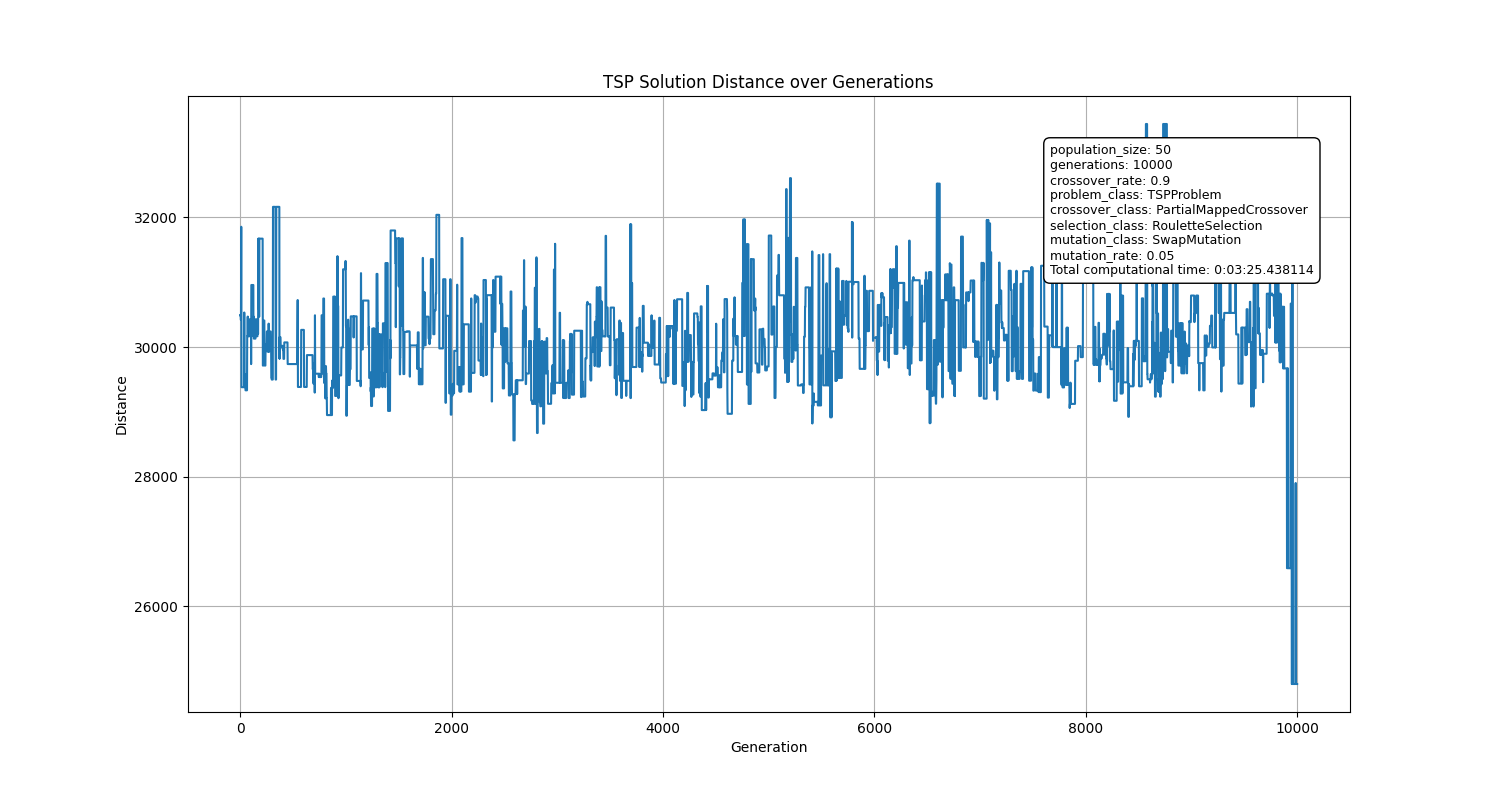 TSP Solution Distance over Generations
population_size: 50
generations: 10000
crossover_rate: 0.9
problem_class: TSPProblem
crossover_class: PartialMappedCrossover
selection_class: RouletteSelection
mutation_class: SwapMutation
mutation_rate: 0.05
Total computational time: 0:03:25.438114
32000
30000
28000
26000
Distance
0 2000 4000 6000 8000 10000
Generation